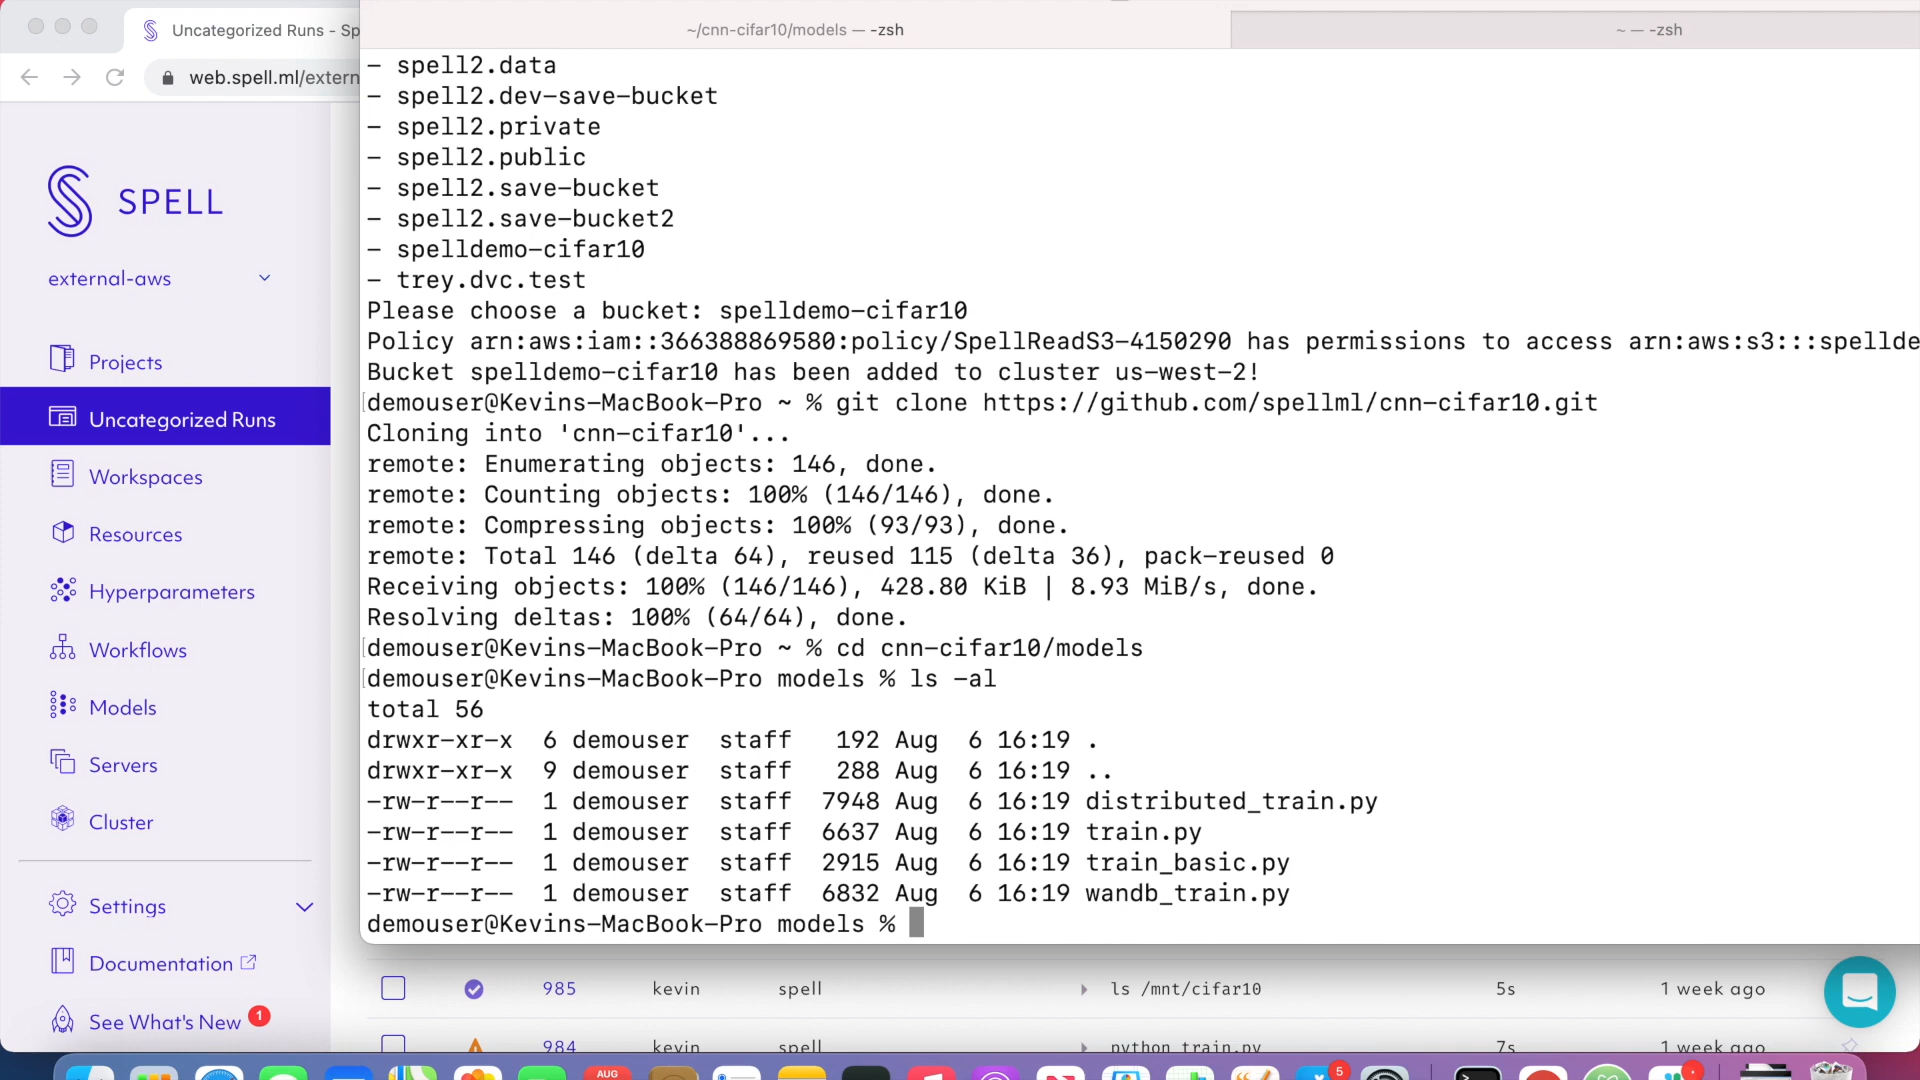 Uncategorized Runs - Sp
~/cnn-cifar10/models — -zsh
~ — -zsh
web.spell.ml/extern
SPELL
external-aws
Projects
Uncategorized Runs
Workspaces
Resources
Hyperparameters
Workflows
Models
Servers
Cluster
Settings
Documentation
See What's New 1
- spell2.data
- spell2.dev-save-bucket
- spell2.private
- spell2.public
- spell2.save-bucket
- spell2.save-bucket2
- spelldemo-cifar10
- trey.dvc.test
Please choose a bucket: spelldemo-cifar10
Policy arn:aws:iam::366388869580:policy/SpellReadS3-4150290 has permissions to access arn:aws:s3:::spellde
Bucket spelldemo-cifar10 has been added to cluster us-west-2!
demouser@Kevins-MacBook-Pro ~ % git clone https://github.com/spellml/cnn-cifar10.git
Cloning into 'cnn-cifar10'...
remote: Enumerating objects: 146, done.
remote: Counting objects: 100% (146/146), done.
remote: Compressing objects: 100% (93/93), done.
remote: Total 146 (delta 64), reused 115 (delta 36), pack-reused 0
Receiving objects: 100% (146/146), 428.80 KiB | 8.93 MiB/s, done.
Resolving deltas: 100% (64/64), done.
demouser@Kevins-MacBook-Pro ~ % cd cnn-cifar10/models
demouser@Kevins-MacBook-Pro models % ls -al
total 56
drwxr-xr-x  6 demouser  staff   192 Aug  6 16:19 .
drwxr-xr-x  9 demouser  staff   288 Aug  6 16:19 ..
-rw-r--r--  1 demouser  staff  7948 Aug  6 16:19 distributed_train.py
-rw-r--r--  1 demouser  staff  6637 Aug  6 16:19 train.py
-rw-r--r--  1 demouser  staff  2915 Aug  6 16:19 train_basic.py
-rw-r--r--  1 demouser  staff  6832 Aug  6 16:19 wandb_train.py
demouser@Kevins-MacBook-Pro models %
985 kevin spell ls /mnt/cifar10 5s 1 week ago
984 kevin spell python train.py 7s 1 week ago
AUG
5